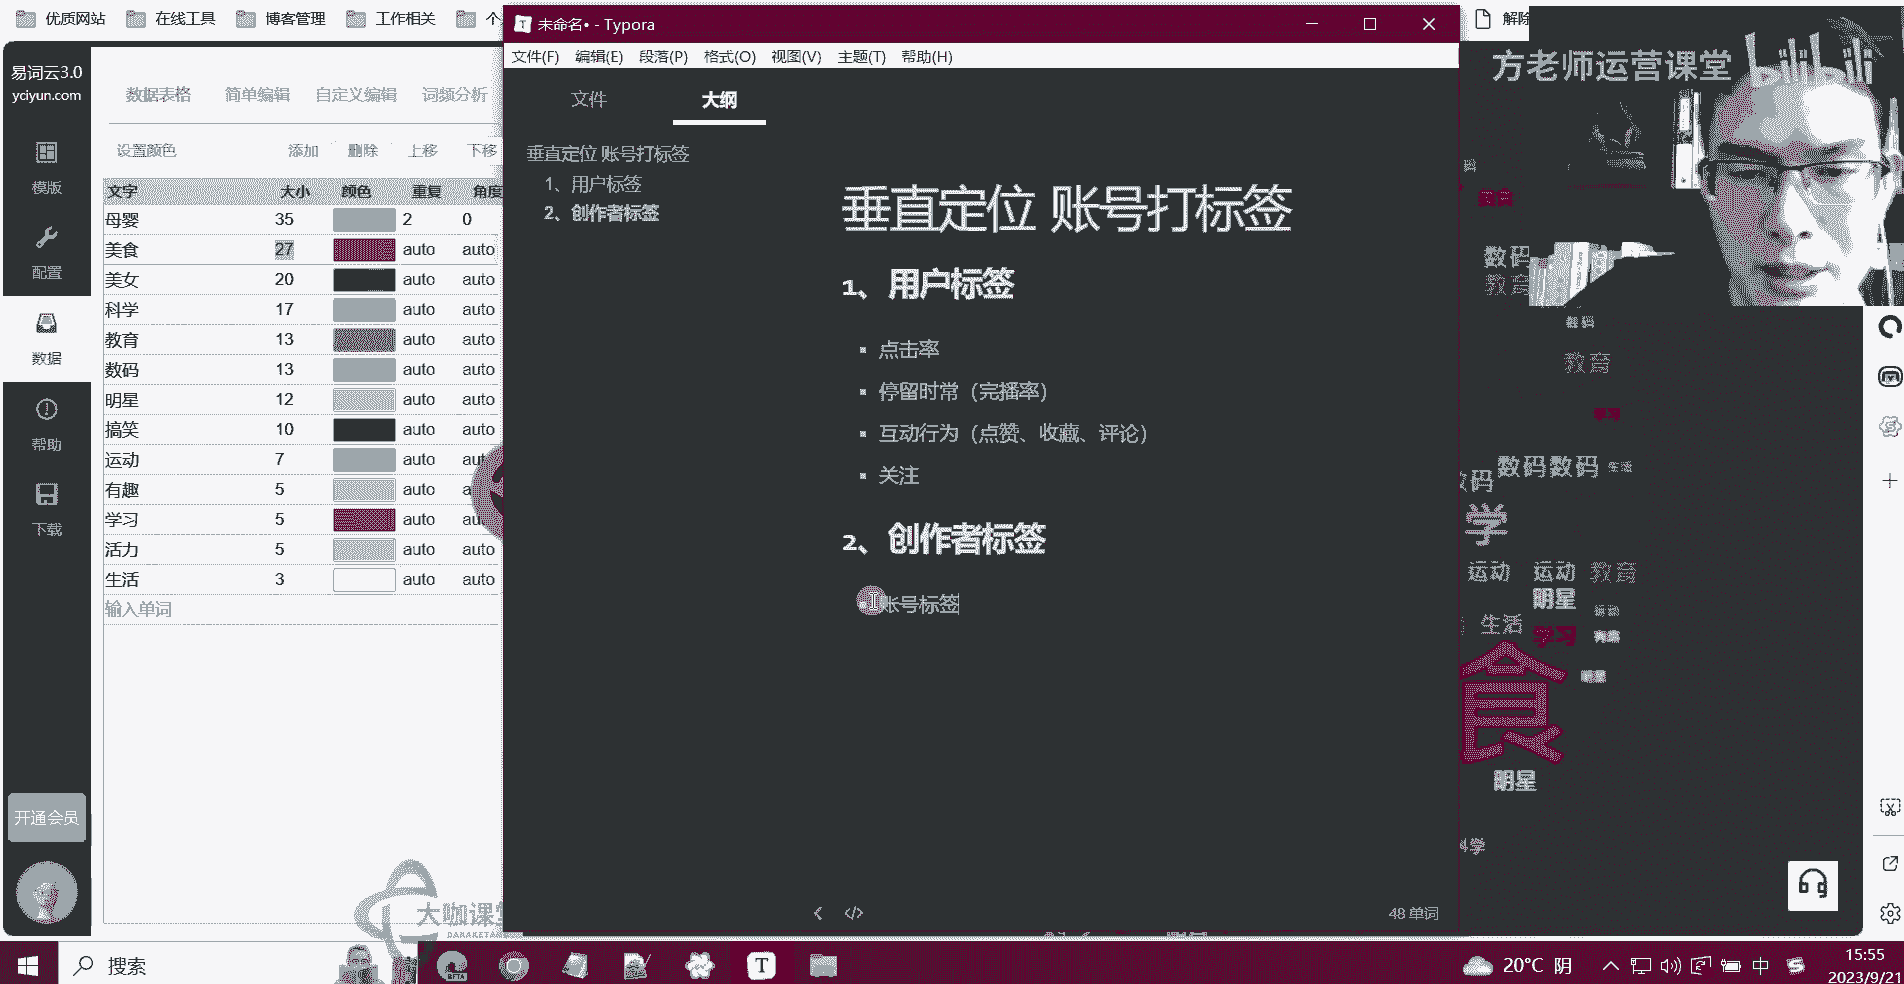 优质网站
在线工具
博客管理
工作相关
个
未命名• - Typora
解除
易词云3.0
yciyun.com
模版
配置
数据
帮助
下载
开通会员
数据表格 简单编辑 自定义编辑 词频分析
设置颜色 添加 删除 上移 下移
文字 大小 颜色 重复 角度
母婴 35 2 0
美食 27 auto auto
美女 20 auto auto
科学 17 auto auto
教育 13 auto auto
数码 13 auto auto
明星 12 auto auto
搞笑 10 auto auto
运动 7 auto aut
有趣 5 auto a
学习 5 auto au
活力 5 auto auto
生活 3 auto auto
输入单词
文件(F) 编辑(E) 段落(P) 格式(O) 视图(V) 主题(T) 帮助(H)
文件 大纲
垂直定位 账号打标签
1、用户标签
2、创作者标签
垂直定位 账号打标签
1、 用户标签
点击率
停留时常（完播率）
互动行为（点赞、收藏、评论）
关注
2、 创作者标签
账号标签
48 单词
方老师运营课堂
数码
教育
数码
教育
学习
数码 数码 生活
学
运动 运动 教育
明星
生活 学习
食
明星
科学
大咖课堂
DAKAKETANG
搜索
BETA
T
20°C 阴
中
15:55
2023/9/21